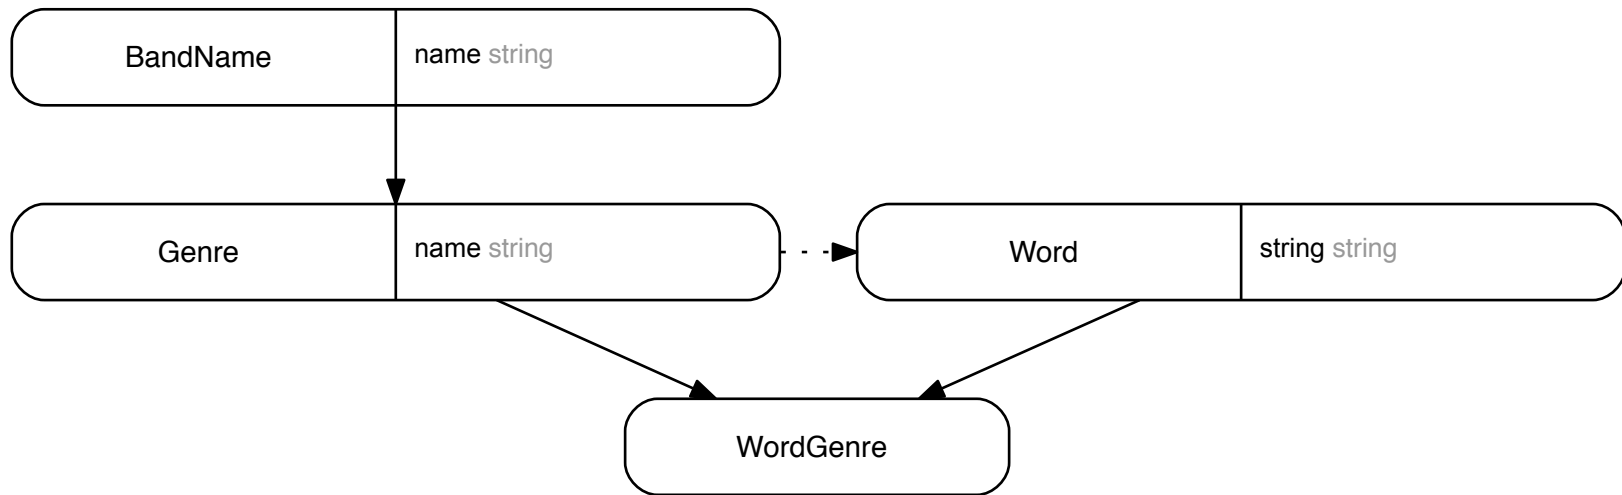 BandName name string
Genre name string
Word string string
WordGenre